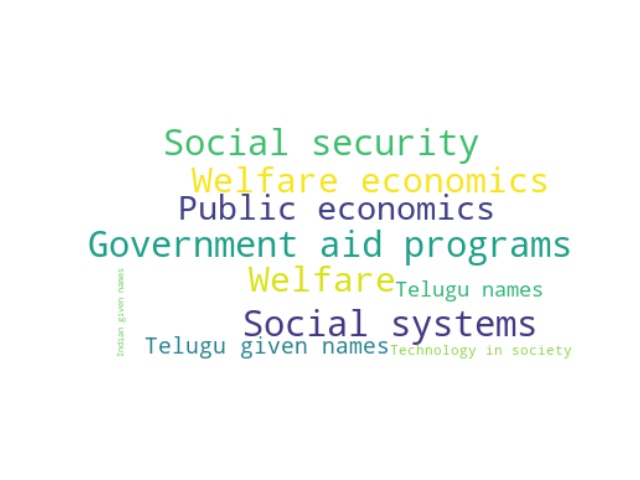 Social security
Welfare economics
Public economics
Government aid programs
Welfare
Telugu names
Indian given names
Social systems
Telugu given names
Technology in society